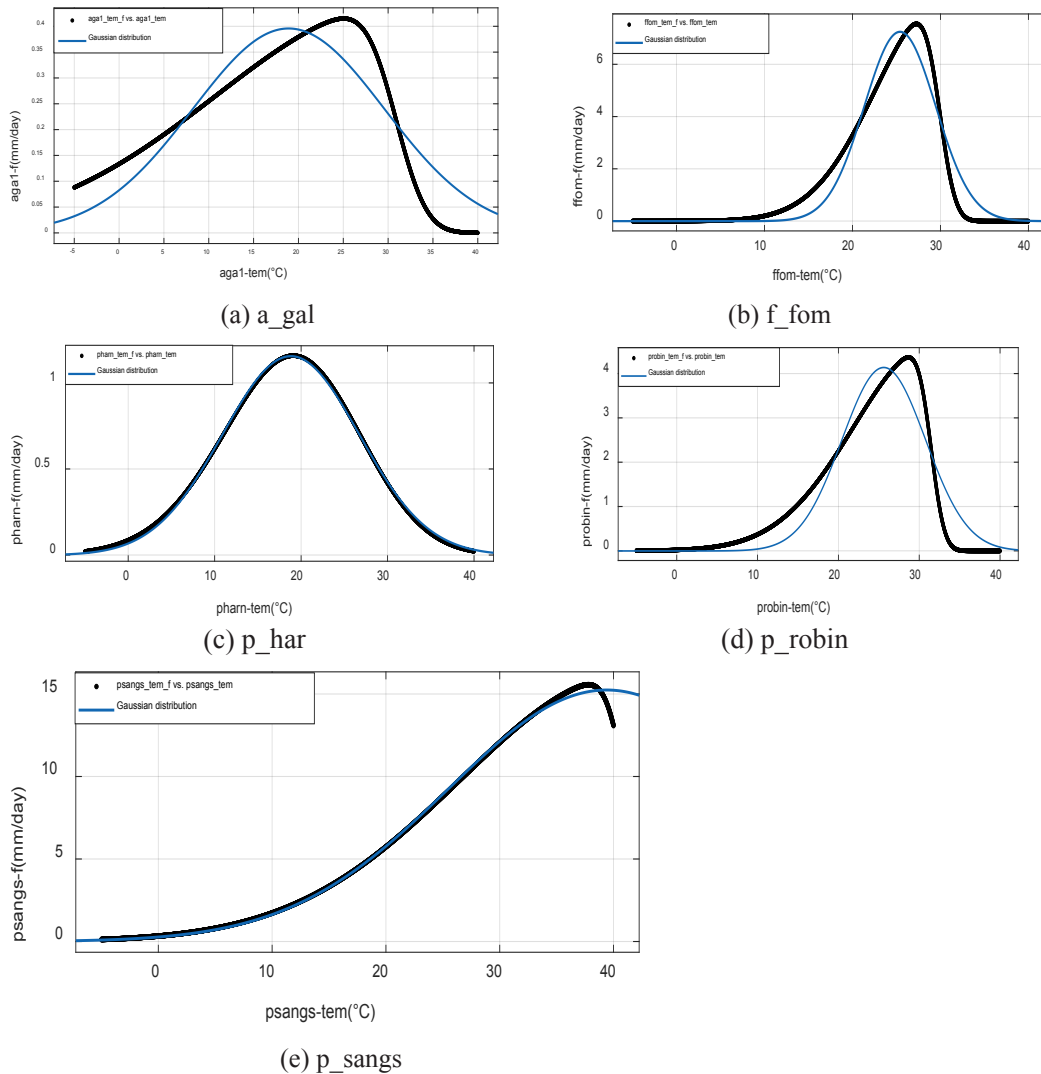 aga1_tem_f vs. aga1_tem
Gaussian distribution
0.4
0.35
0.3
0.25
0.2
0.15
0.1
0.05
0
aga1-f(mm/day)
-5 0 5 10 15 20 25 30 35 40
aga1-tem(°C)
(a) a_gal
ffom_tem_f vs. ffom_tem
Gaussian distribution
6
4
2
0
ffom-f(mm/day)
0 10 20 30 40
ffom-tem(°C)
(b) f_fom
pharn_tem_f vs. pharn_tem
Gaussian distribution
1
0.5
0
pharn-f(mm/day)
0 10 20 30 40
pharn-tem(°C)
(c) p_har
probin_tem_f vs. probin_tem
Gaussian distribution
4
3
2
1
0
probin-f(mm/day)
0 10 20 30 40
probin-tem(°C)
(d) p_robin
psangs_tem_f vs. psangs_tem
Gaussian distribution
15
10
5
0
psangs-f(mm/day)
0 10 20 30 40
psangs-tem(°C)
(e) p_sangs